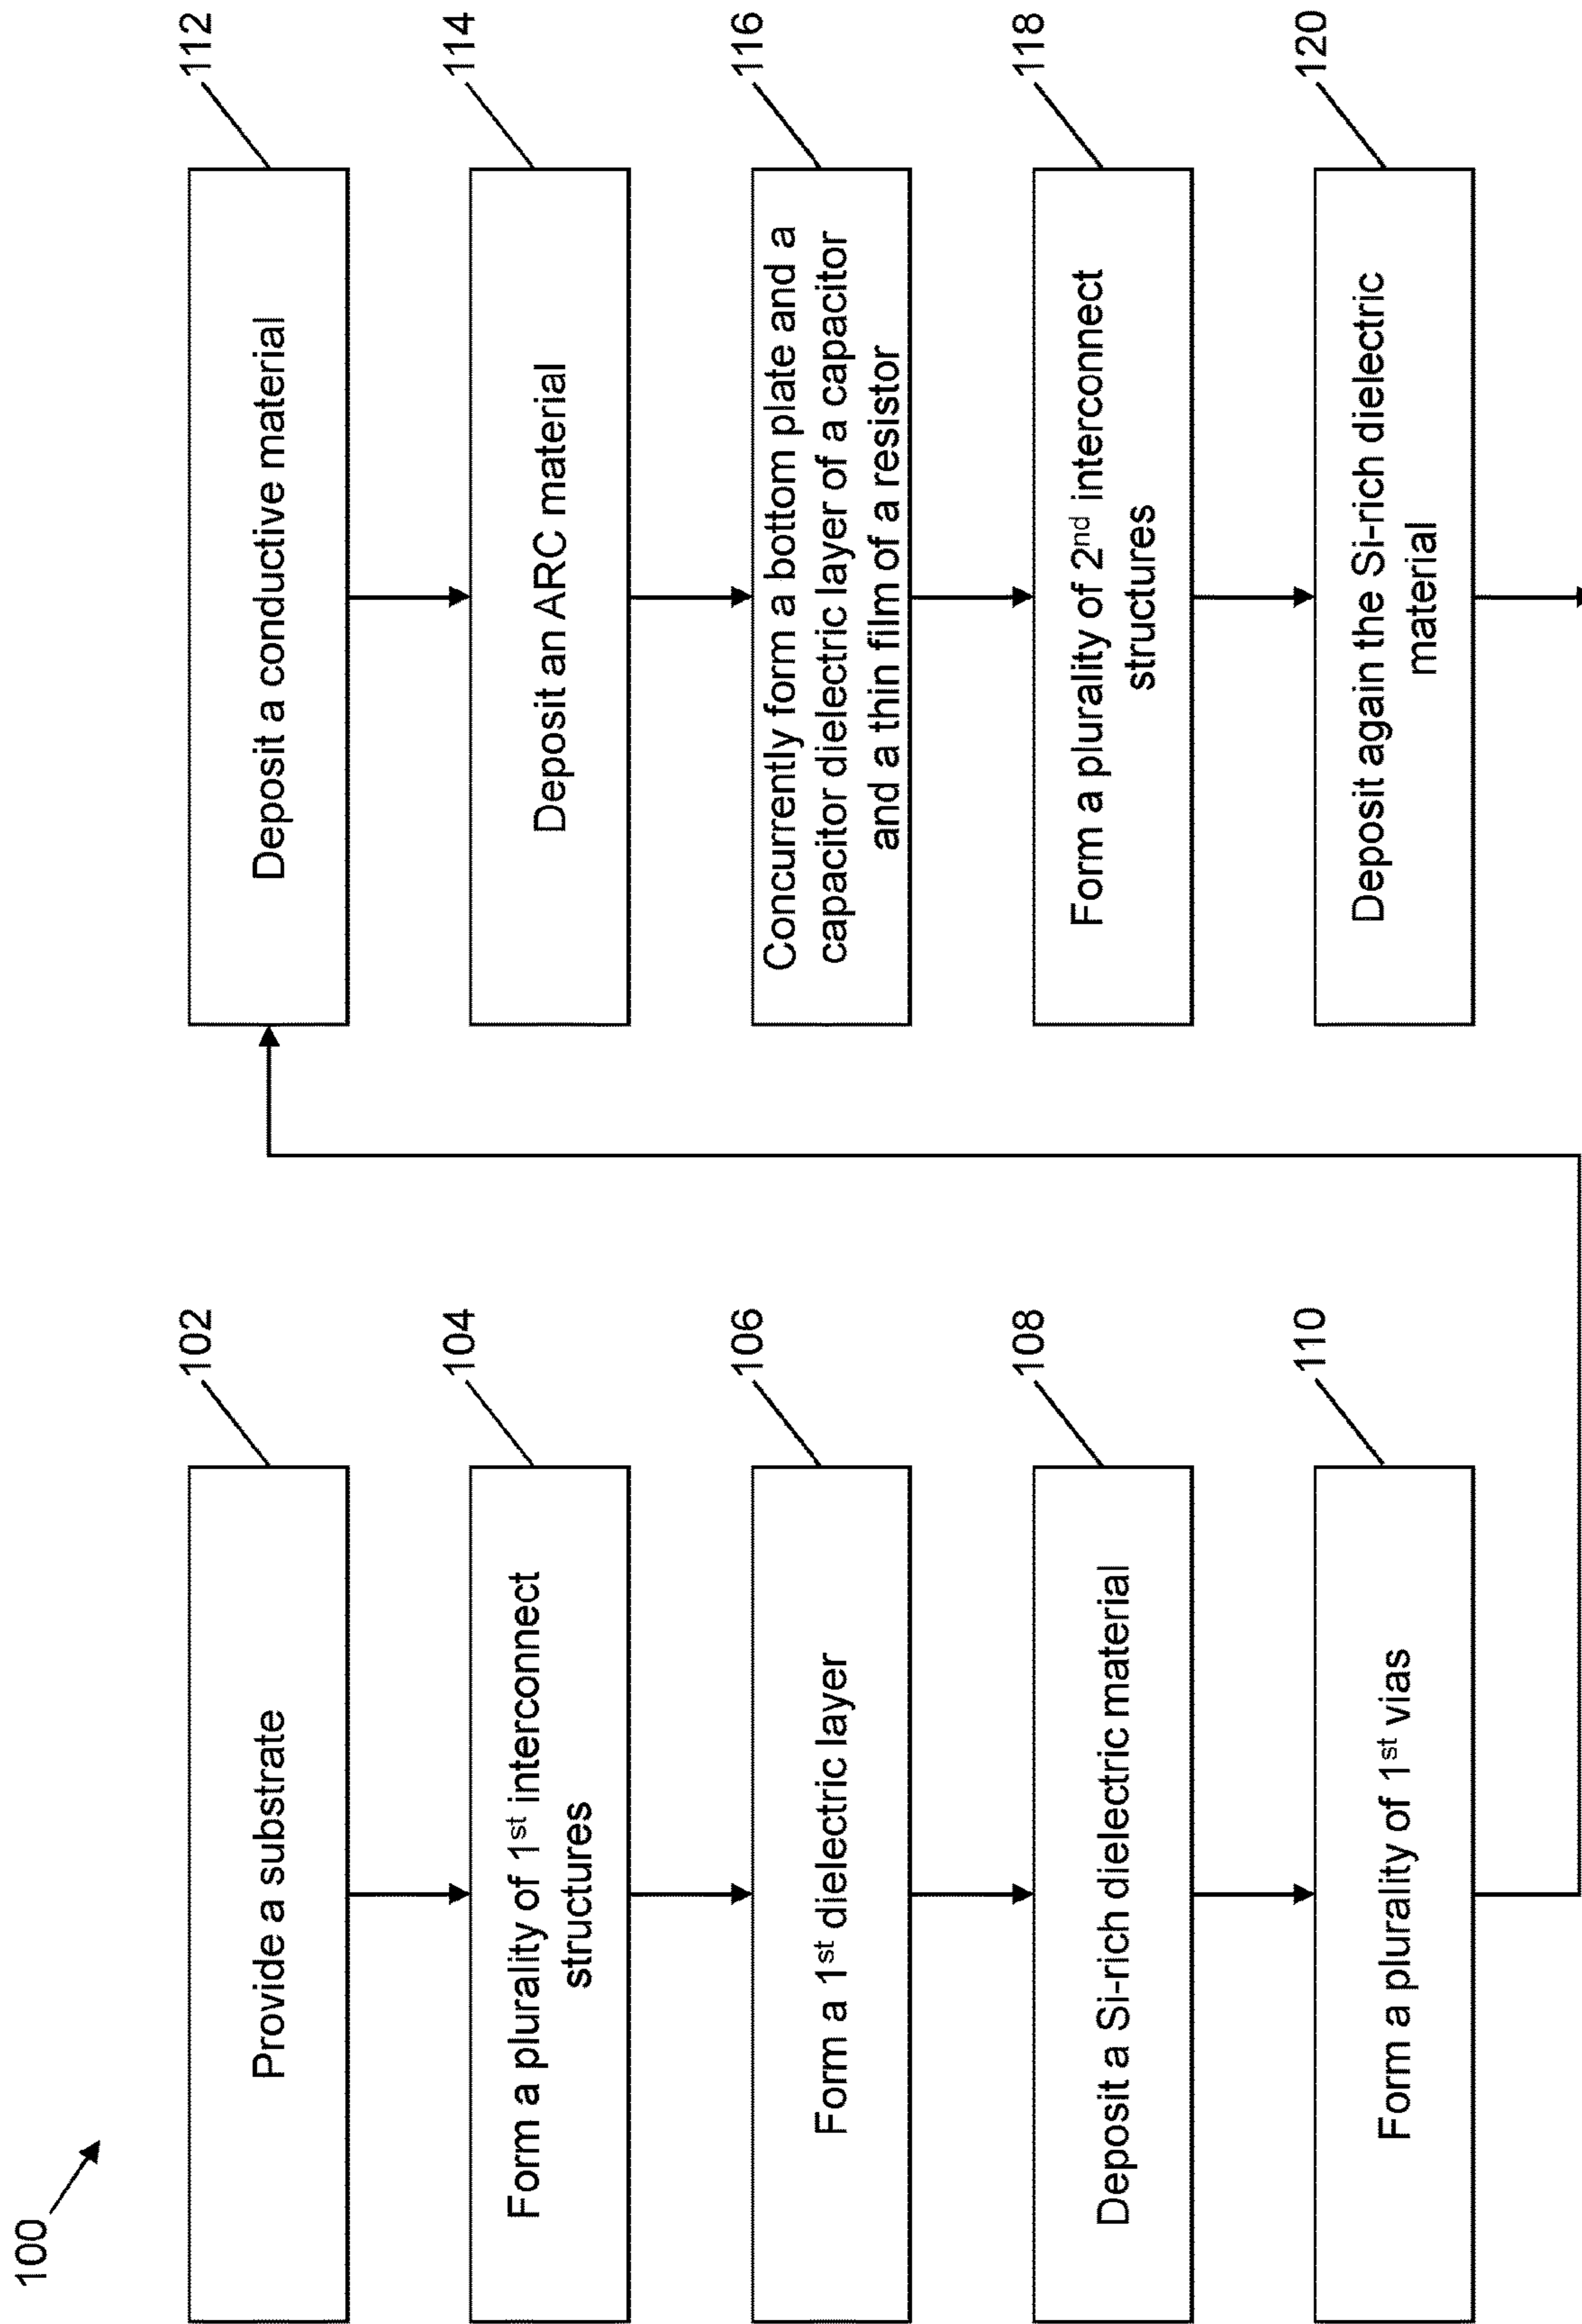 100
102
Provide a substrate
104
Form a plurality of 1st interconnect
structures
106
Form a 1st dielectric layer
108
Deposit a Si-rich dielectric material
110
Form a plurality of 1st vias
112
Deposit a conductive material
114
Deposit an ARC material
116
Concurrently form a bottom plate and a
capacitor dielectric layer of a capacitor
and a thin film of a resistor
118
Form a plurality of 2nd interconnect
structures
120
Deposit again the Si-rich dielectric
material